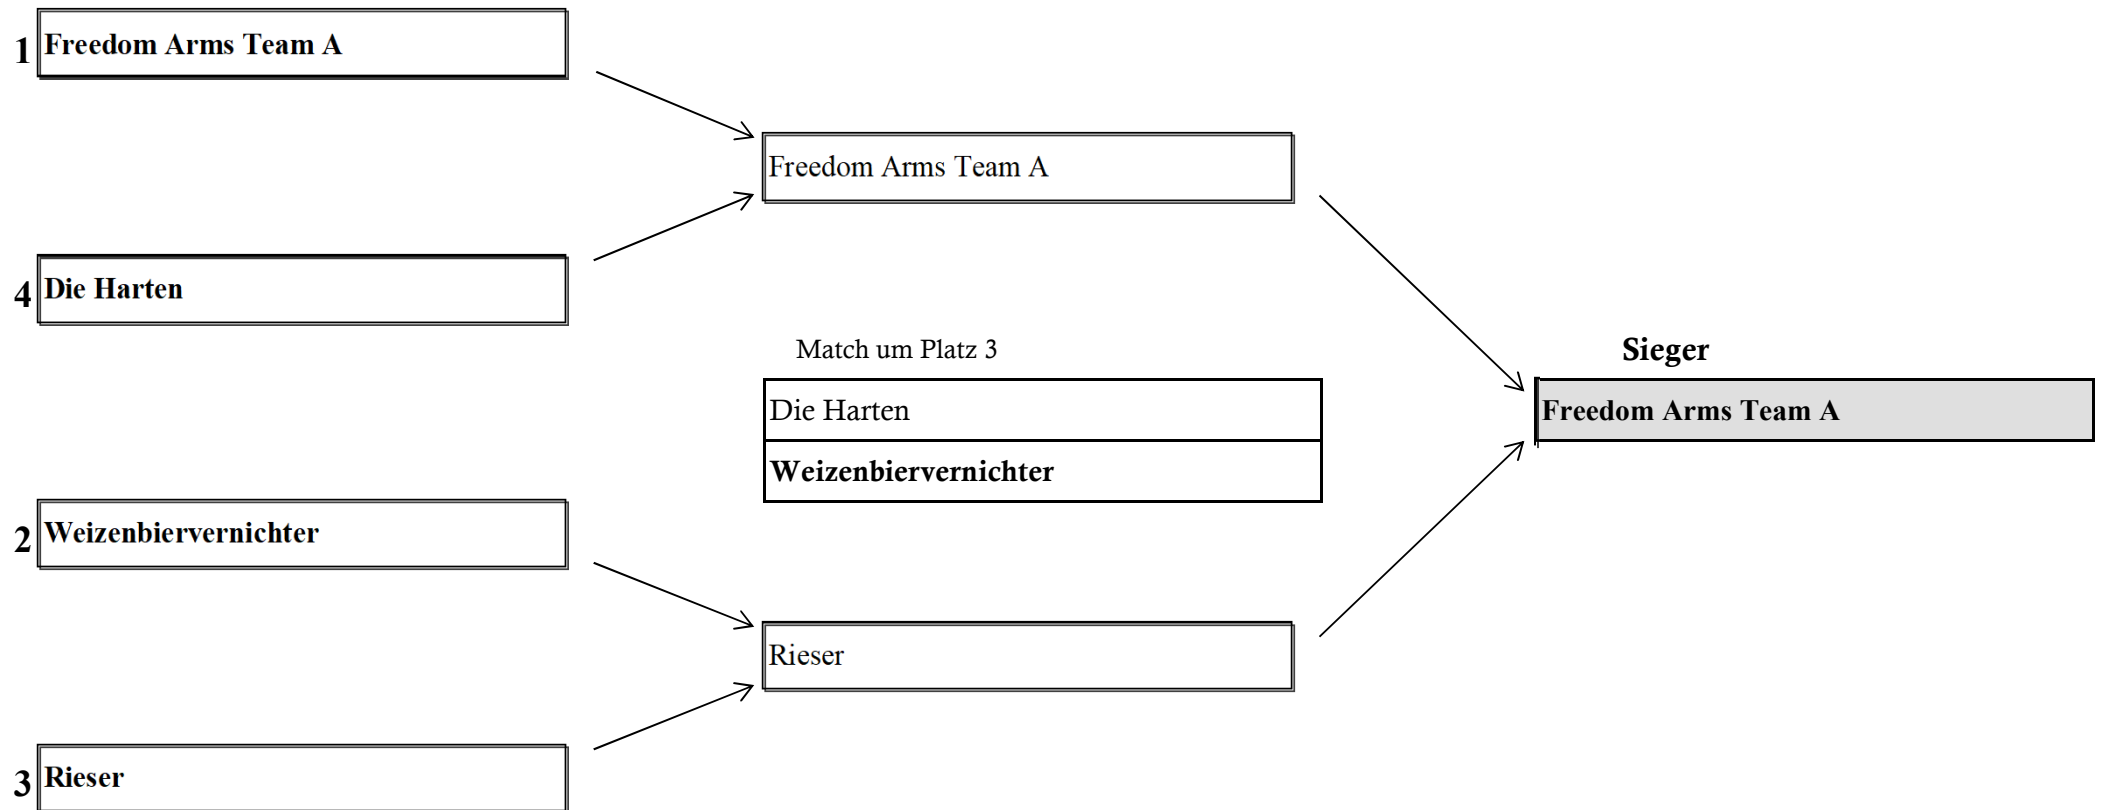 1 Freedom Arms Team A
Freedom Arms Team A
4 Die Harten
Match um Platz 3
Sieger
Die Harten
Freedom Arms Team A
Weizenbiervernichter
2 Weizenbiervernichter
Rieser
3 Rieser